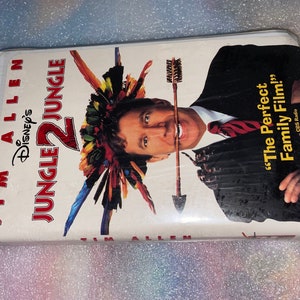 TIM ALLEN
DISNEY'S
JUNGLE 2 JUNGLE
"The Perfect
Family Film!"
TIM ALLEN